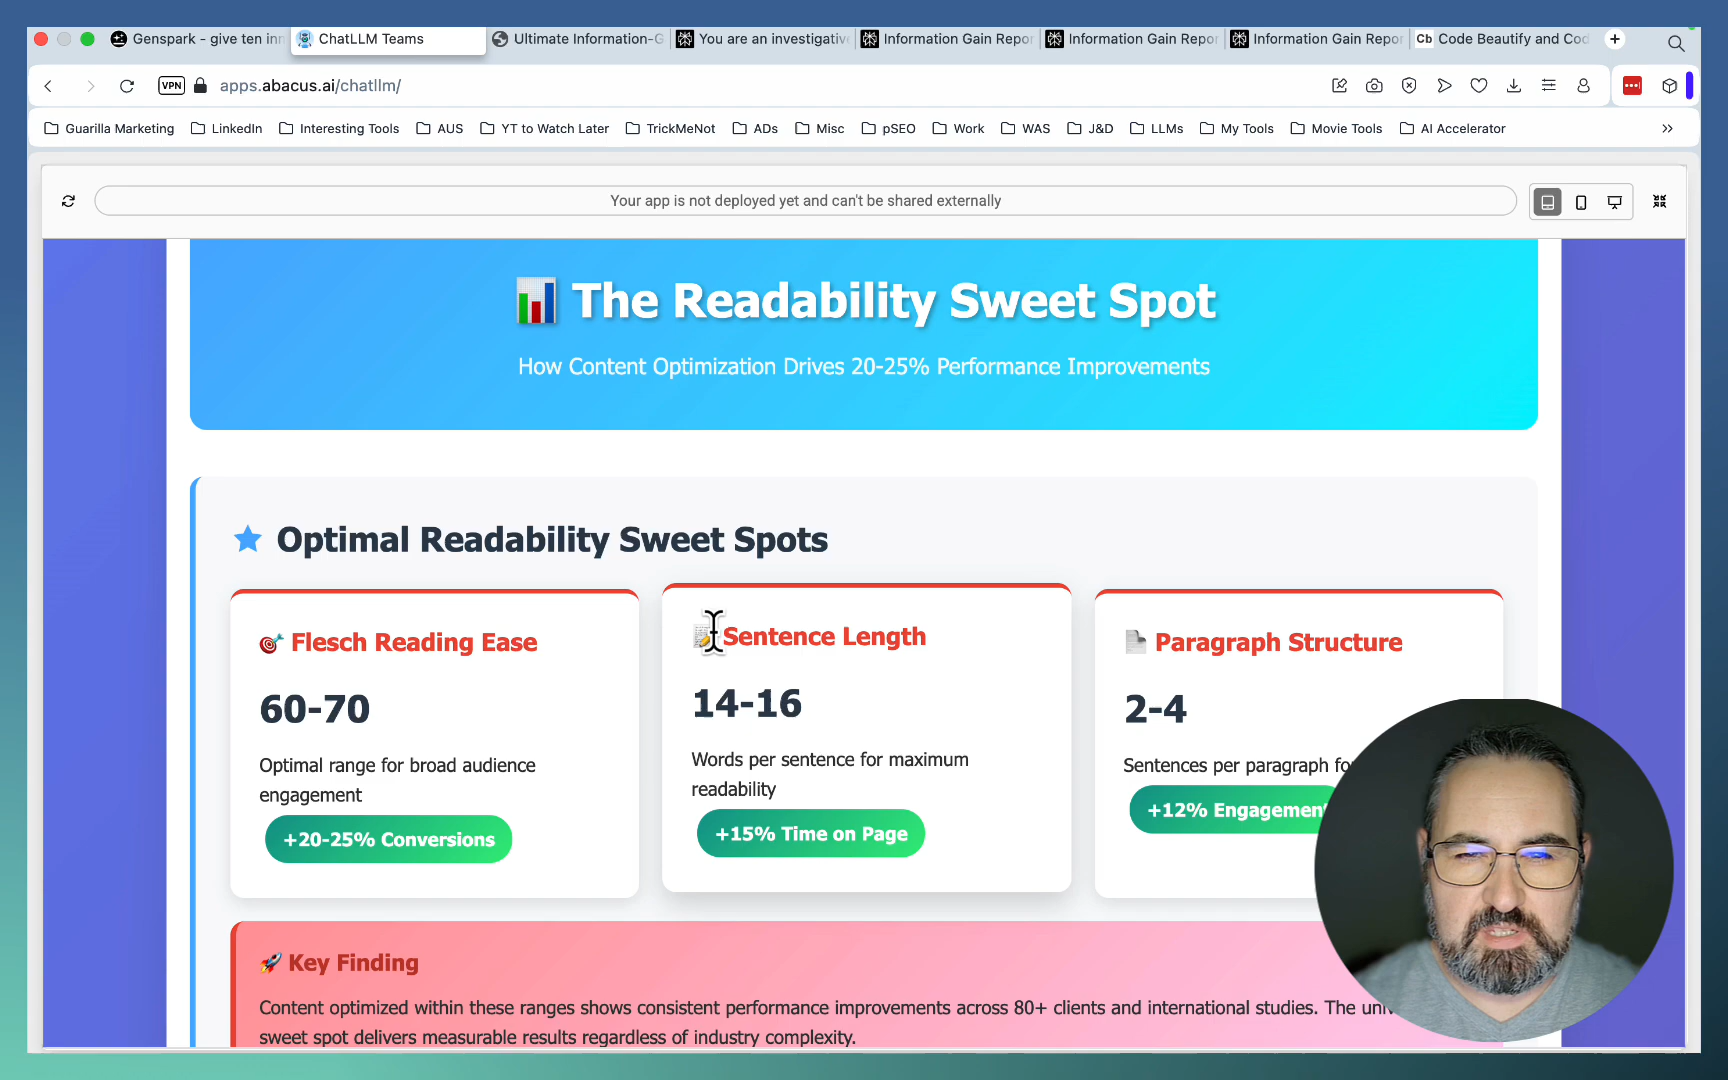 Genspark - give ten inn
ChatLLM Teams
Ultimate Information-G
You are an investigative
Information Gain Repor
Information Gain Repor
Information Gain Repor
Cb Code Beautify and Cod
VPN apps.abacus.ai/chatllm/
Guarilla Marketing
LinkedIn
Interesting Tools
AUS
YT to Watch Later
TrickMeNot
ADs
Misc
pSEO
Work
WAS
J&D
LLMs
My Tools
Movie Tools
AI Accelerator
Your app is not deployed yet and can't be shared externally
The Readability Sweet Spot
How Content Optimization Drives 20-25% Performance Improvements
Optimal Readability Sweet Spots
Flesch Reading Ease
60-70
Optimal range for broad audience
engagement
+20-25% Conversions
Sentence Length
14-16
Words per sentence for maximum
readability
+15% Time on Page
Paragraph Structure
2-4
Sentences per paragraph fo
+12% Engagement
Key Finding
Content optimized within these ranges shows consistent performance improvements across 80+ clients and international studies. The
sweet spot delivers measurable results regardless of industry complexity.